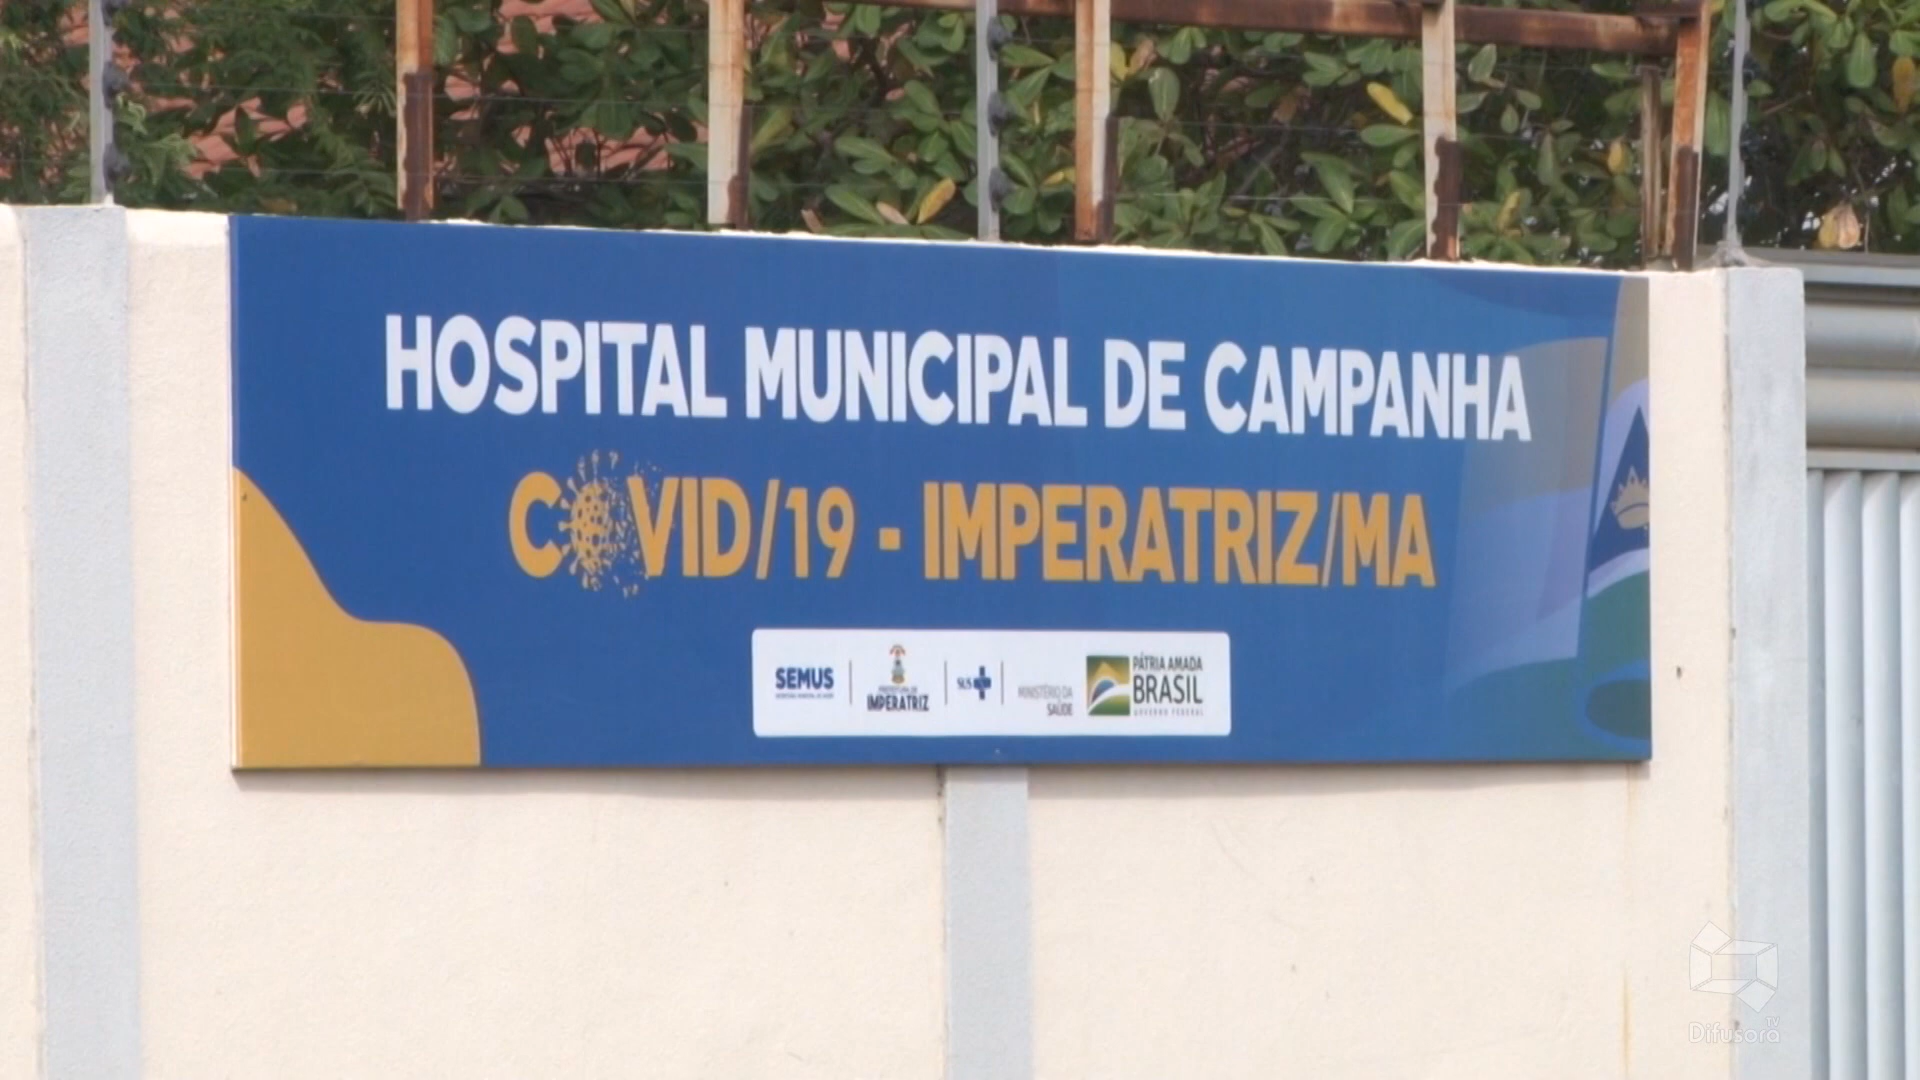 HOSPITAL MUNICIPAL DE CAMPANHA
COVID/19 - IMPERATRIZ/MA
SEMUS
PREFEITURA DE
IMPERATRIZ
SUS
MINISTÉRIO DA
SAÚDE
PÁTRIA AMADA
BRASIL
GOVERNO FEDERAL
TV
Difusora